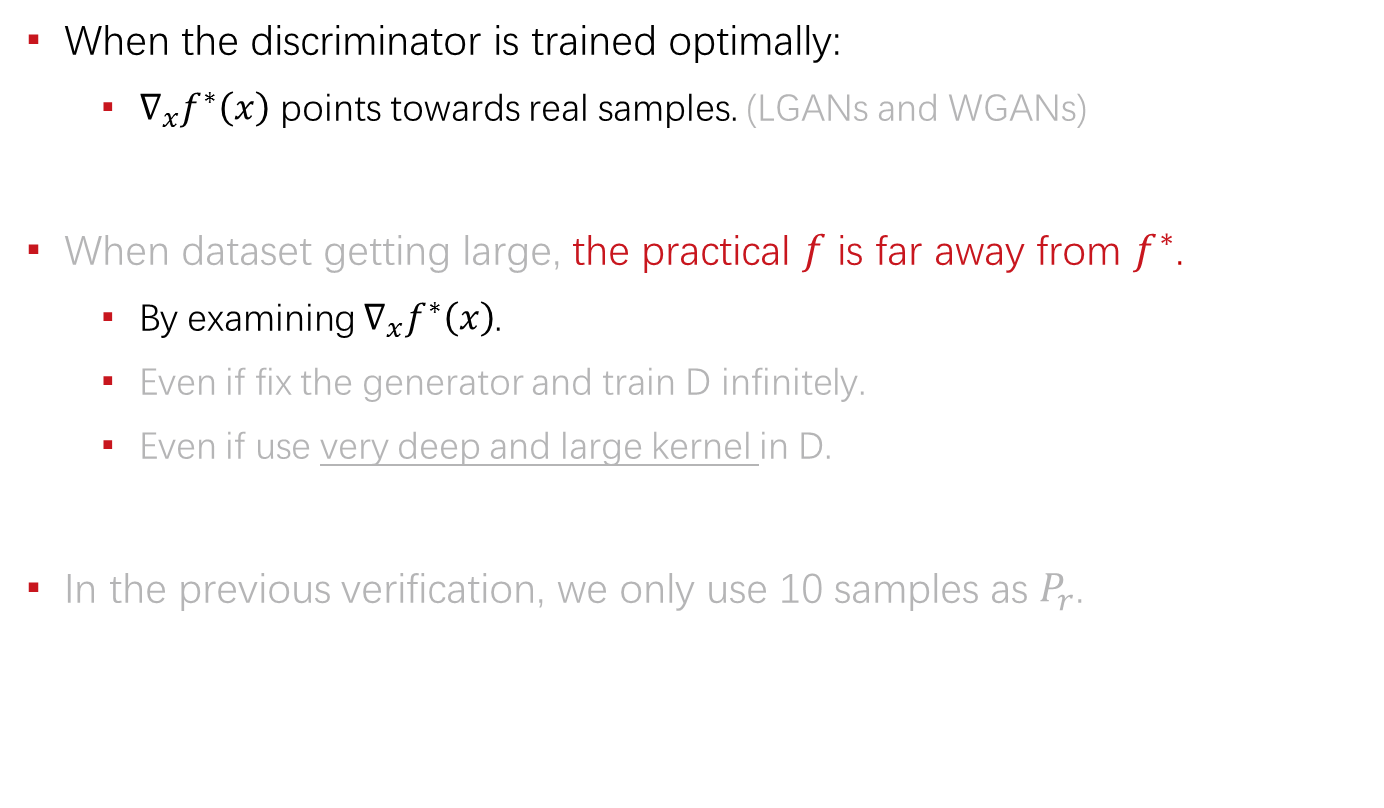 ▪ When the discriminator is trained optimally:
▪ ∇ₓf*(x) points towards real samples. (LGANs and WGANs)
▪ When dataset getting large, the practical f is far away from f*.
▪ By examining ∇ₓf*(x).
▪ Even if fix the generator and train D infinitely.
▪ Even if use very deep and large kernel in D.
▪ In the previous verification, we only use 10 samples as Pᵣ.